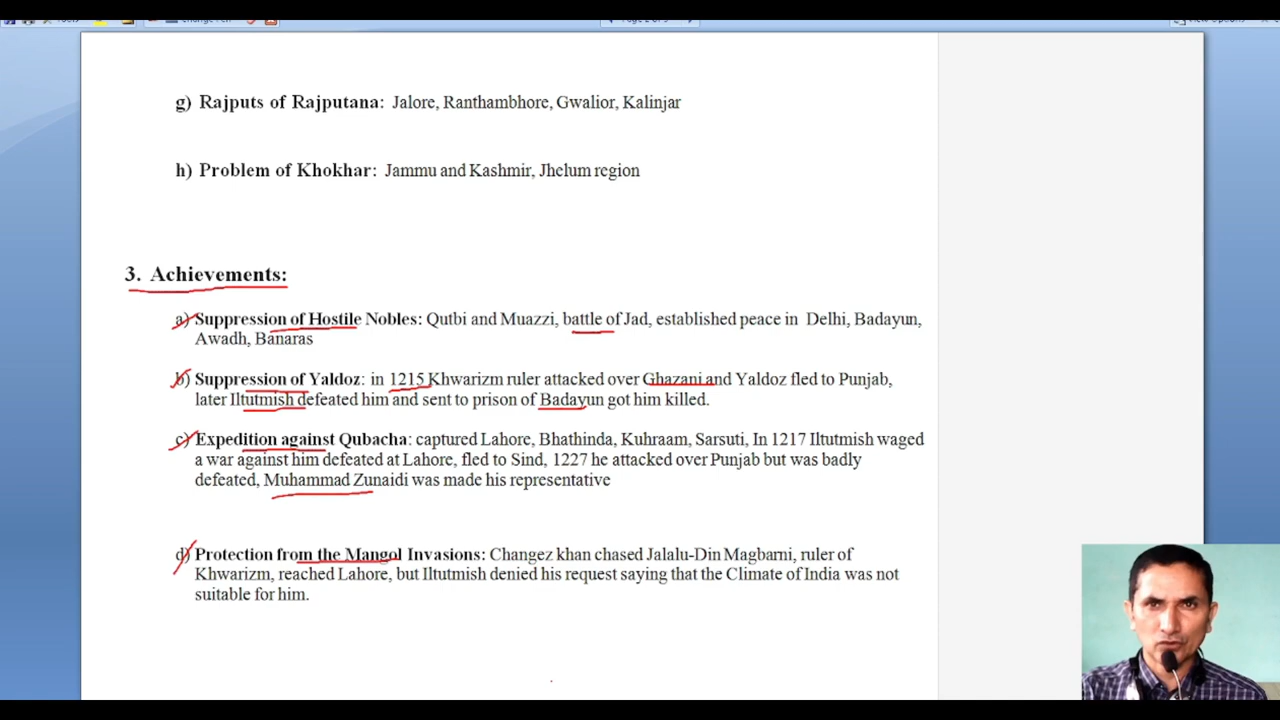 g) Rajputs of Rajputana: Jalore, Ranthambhore, Gwalior, Kalinjar
h) Problem of Khokhar: Jammu and Kashmir, Jhelum region
3. Achievements:
a) Suppression of Hostile Nobles: Qutbi and Muazzi, battle of Jad, established peace in Delhi, Badayun,
Awadh, Banaras
b) Suppression of Yaldoz: in 1215 Khwarizm ruler attacked over Ghazani and Yaldoz fled to Punjab,
later Iltutmish defeated him and sent to prison of Badayun got him killed.
c) Expedition against Qubacha: captured Lahore, Bhathinda, Kuhraam, Sarsuti, In 1217 Iltutmish waged
a war against him defeated at Lahore, fled to Sind, 1227 he attacked over Punjab but was badly
defeated, Muhammad Zunaidi was made his representative
d) Protection from the Mangol Invasions: Changez khan chased Jalalu-Din Magbarni, ruler of
Khwarizm, reached Lahore, but Iltutmish denied his request saying that the Climate of India was not
suitable for him.